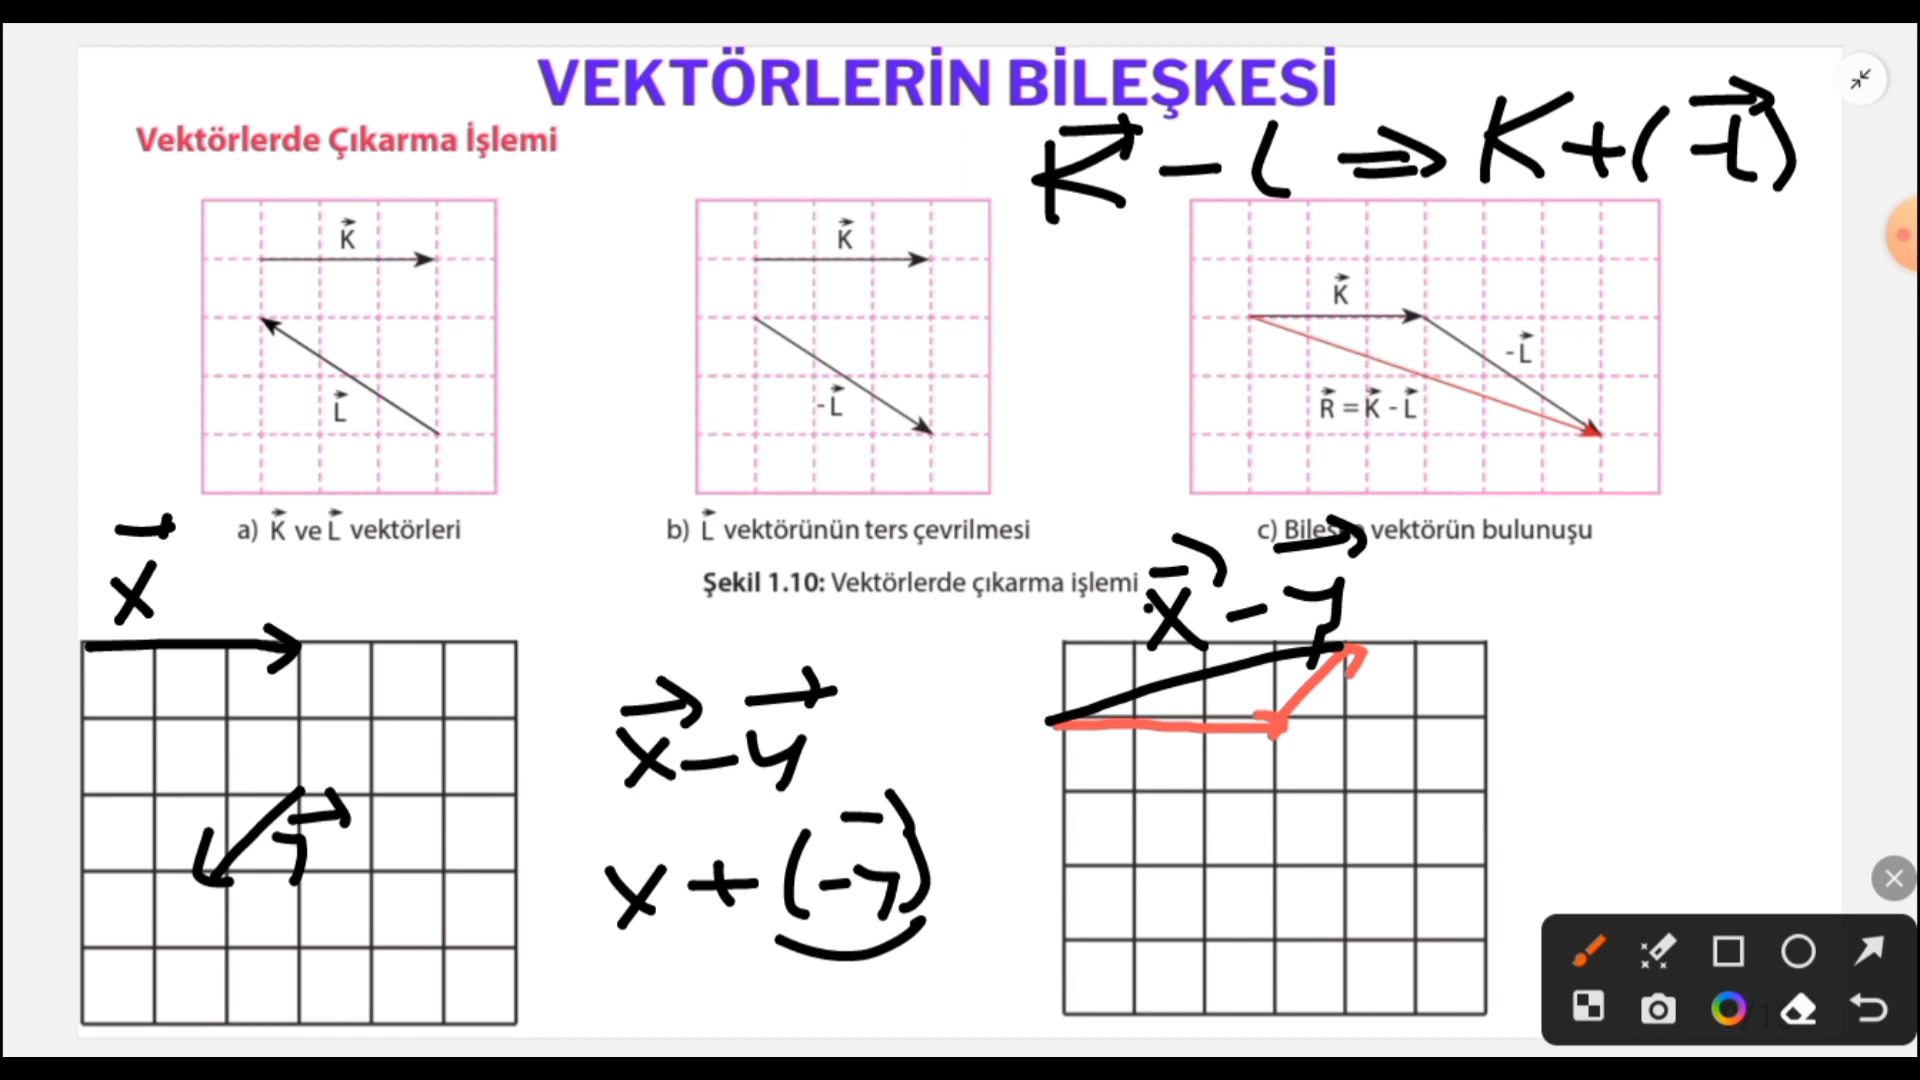 VEKTÖRLERİN BİLEŞKESİ
Vektörlerde Çıkarma İşlemi
K - L ⇒ K + (-L)
K
L
K
-L
K
-L
R = K - L
a) K ve L vektörleri
b) L vektörünün ters çevrilmesi
c) Bileşke vektörün bulunuşu
Şekil 1.10: Vektörlerde çıkarma işlemi
x
y
x - y
x + (-y)
x - y